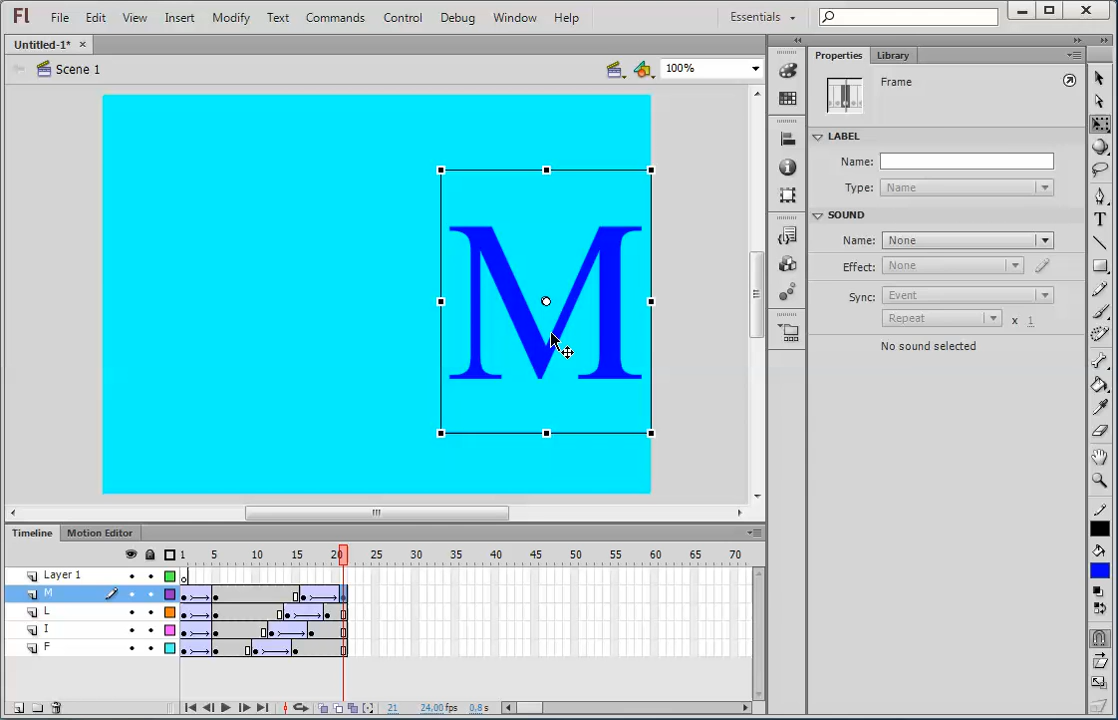 Fl File Edit View Insert Modify Text Commands Control Debug Window Help Essentials
Untitled-1*
Scene 1 100%
Properties Library
Frame
LABEL
Name:
Type: Name
SOUND
Name: None
Effect: None
Sync: Event
Repeat x 1
No sound selected
M
Timeline Motion Editor
1 5 10 15 20 25 30 35 40 45 50 55 60 65 70
Layer 1
M
L
I
F
21 24.00 fps 0.8 s